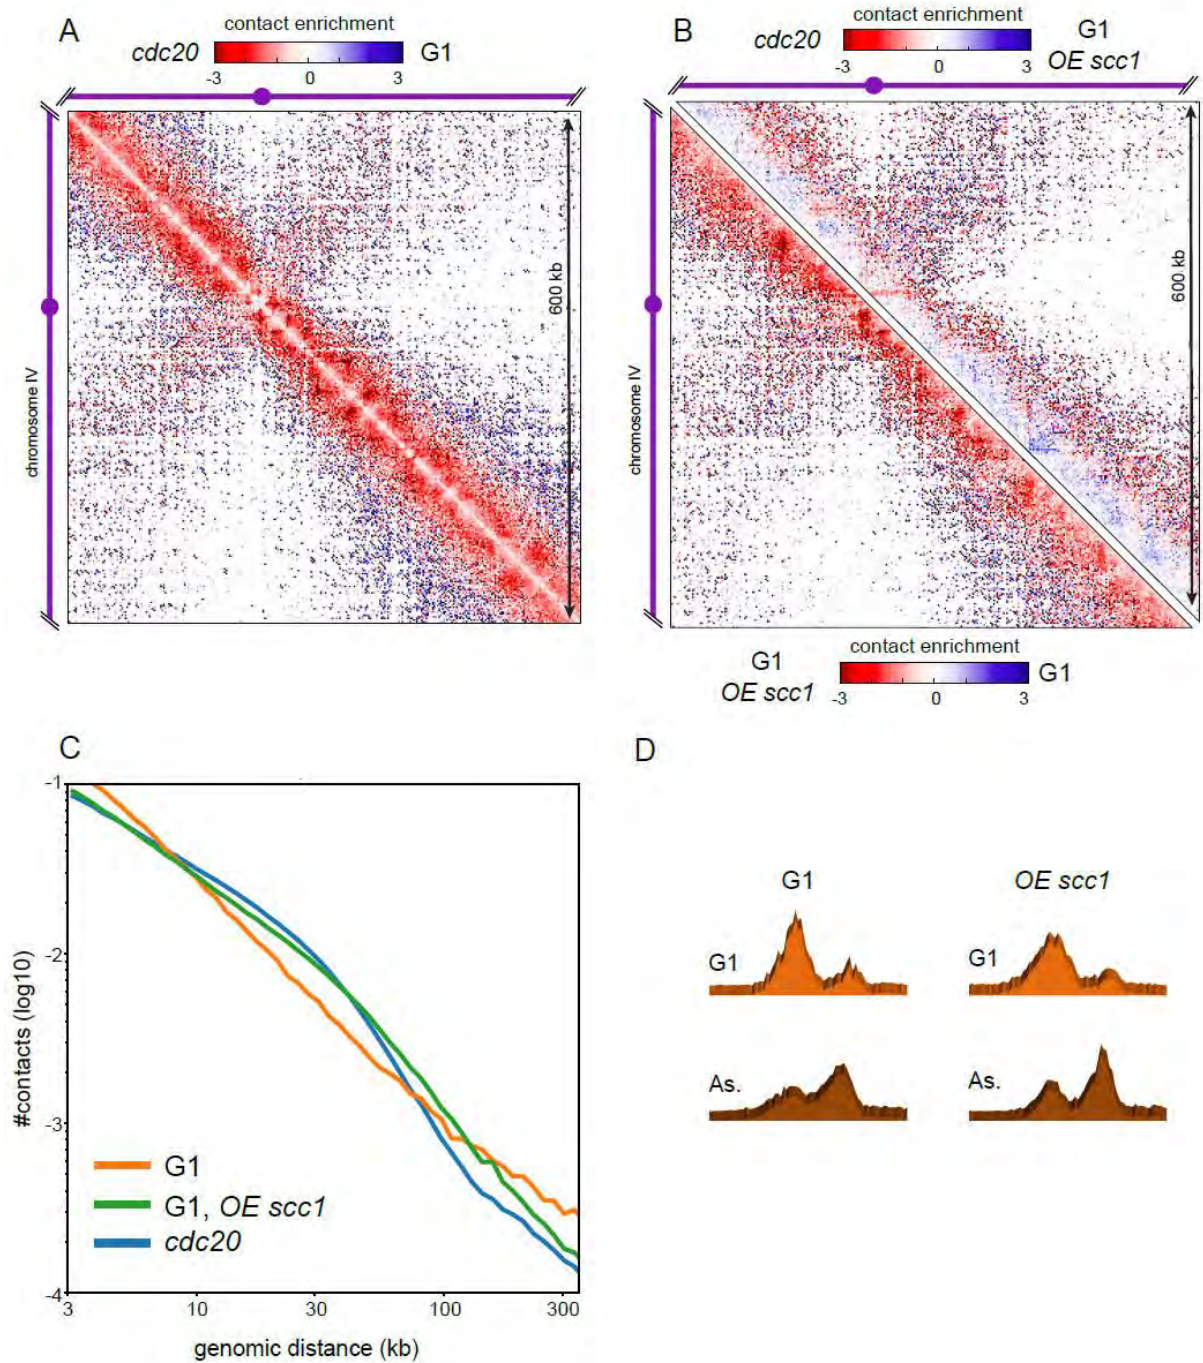 A
contact enrichment
cdc20
G1
-3
0
3
chromosome IV
600 kb
B
contact enrichment
cdc20
G1
OE scc1
-3
0
3
chromosome IV
600 kb
contact enrichment
G1
OE scc1
G1
-3
0
3
C
-1
-2
-3
-4
#contacts (log10)
G1
G1, OE scc1
cdc20
3
10
30
100
300
genomic distance (kb)
D
G1
OE scc1
G1
G1
As.
As.